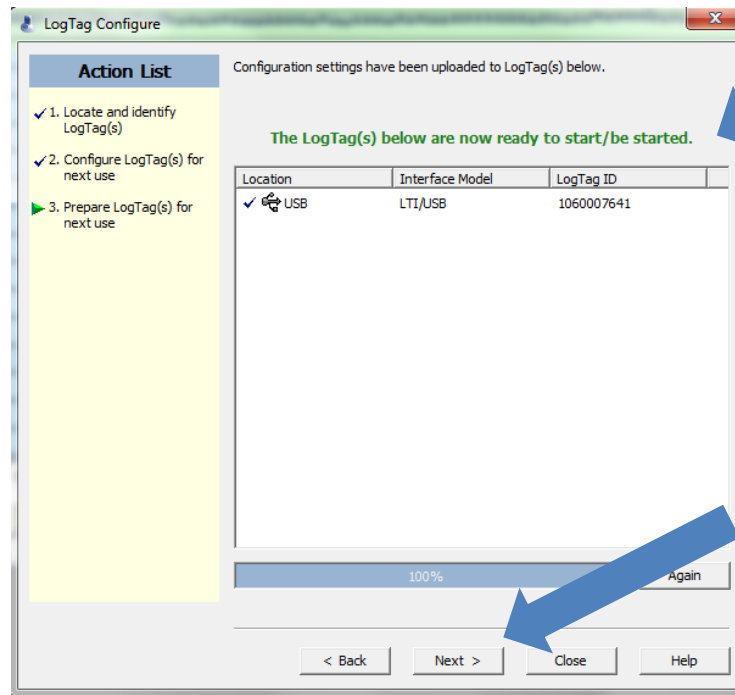 LogTag Configure
Action List
1. Locate and identify
LogTag(s)
2. Configure LogTag(s) for
next use
3. Prepare LogTag(s) for
next use
Configuration settings have been uploaded to LogTag(s) below.
The LogTag(s) below are now ready to start/be started.
Location Interface Model LogTag ID
USB LTI/USB 1060007641
100%
Again
< Back Next > Close Help